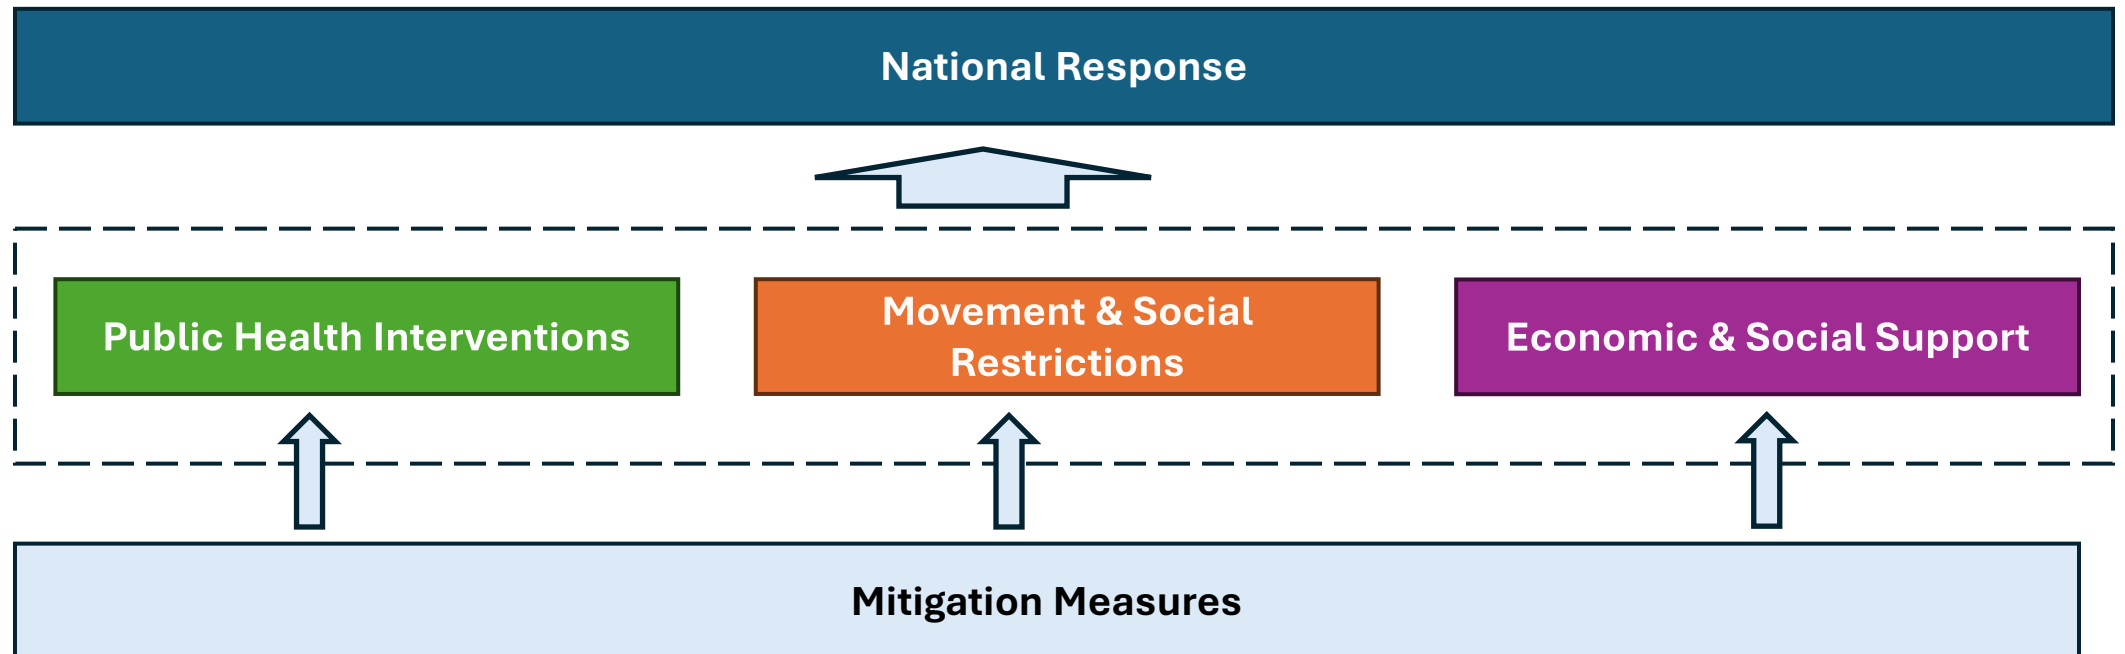 National Response
Public Health Interventions
Movement & Social
Restrictions
Economic & Social Support
Mitigation Measures